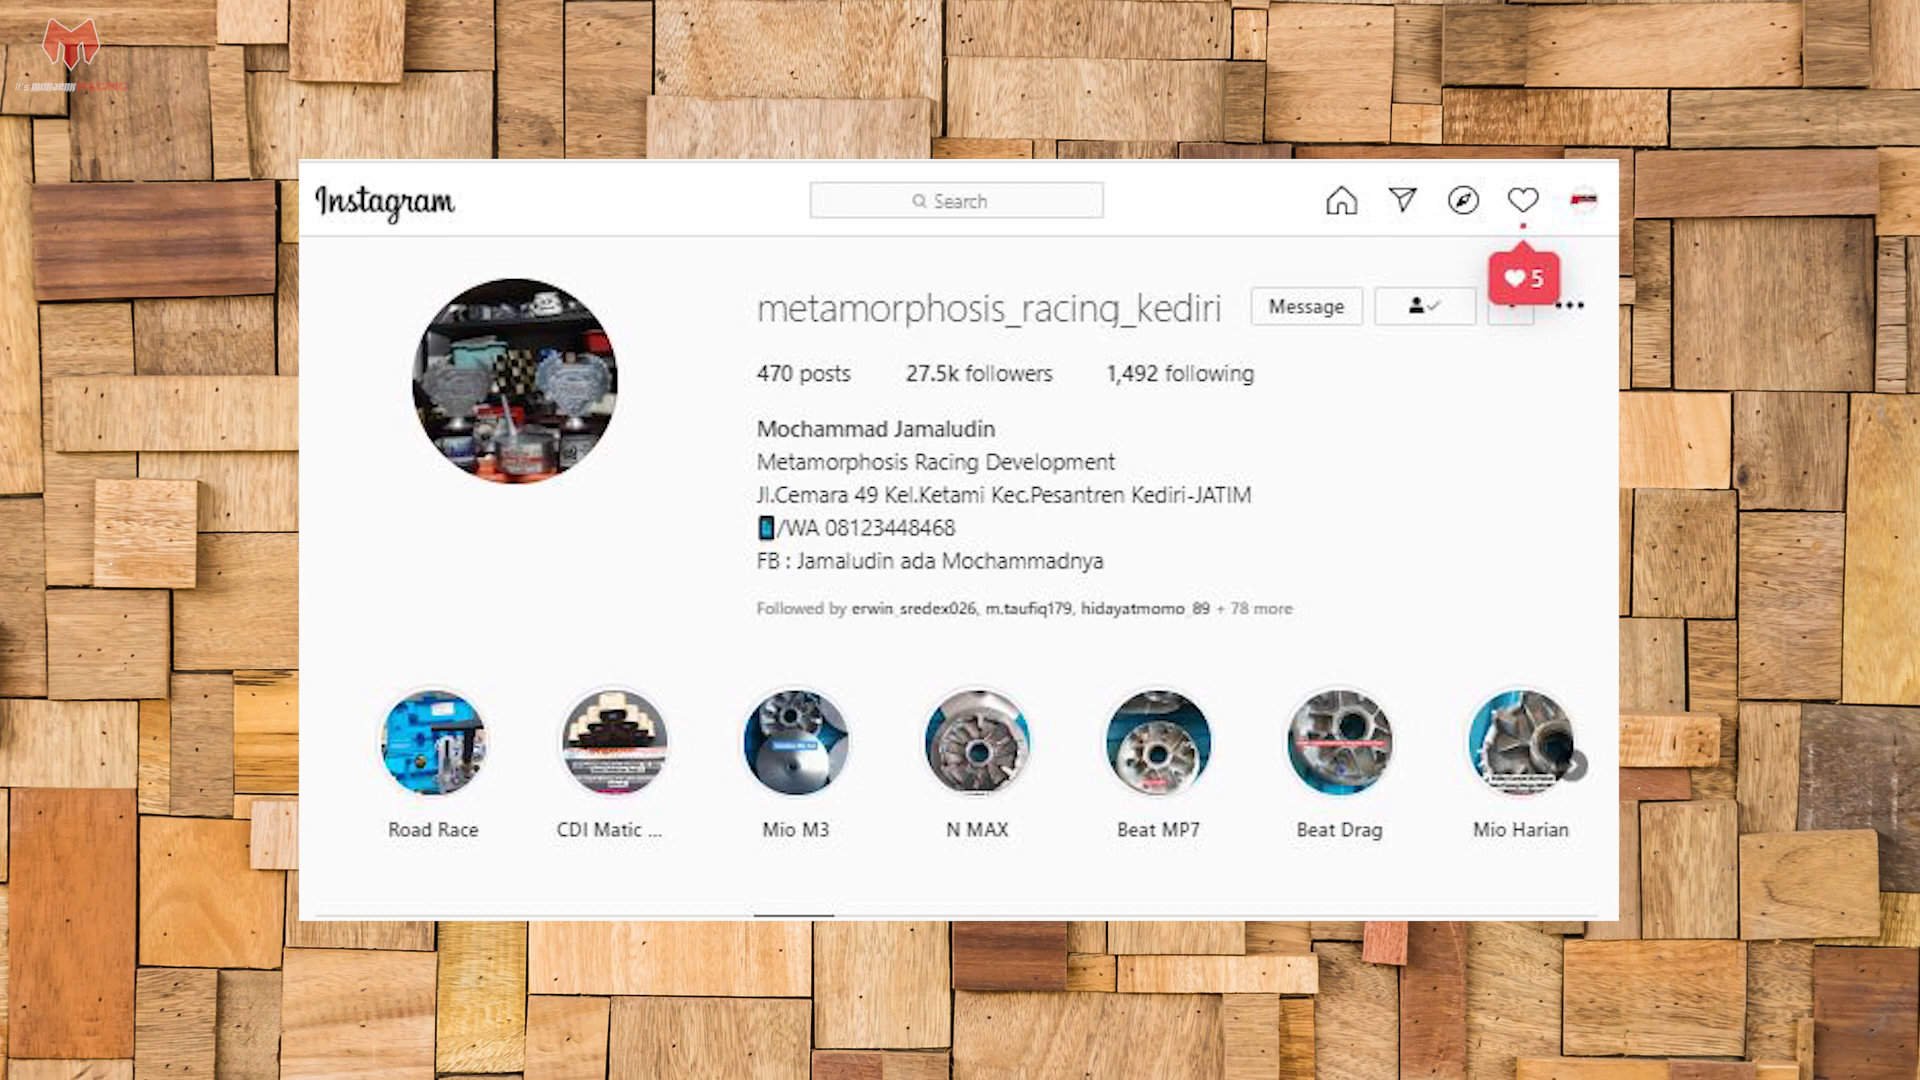 it's MOHAENK
Instagram
Search
5
metamorphosis_racing_kediri
Message
470 posts 27.5k followers 1,492 following
Mochammad Jamaludin
Metamorphosis Racing Development
Jl.Cemara 49 Kel.Ketami Kec.Pesantren Kediri-JATIM
/WA 08123448468
FB : Jamaludin ada Mochammadnya
Followed by erwin_sredex026, m.taufiq179, hidayatmomo_89 + 78 more
Road Race CDI Matic ... Mio M3 N MAX Beat MP7 Beat Drag Mio Harian